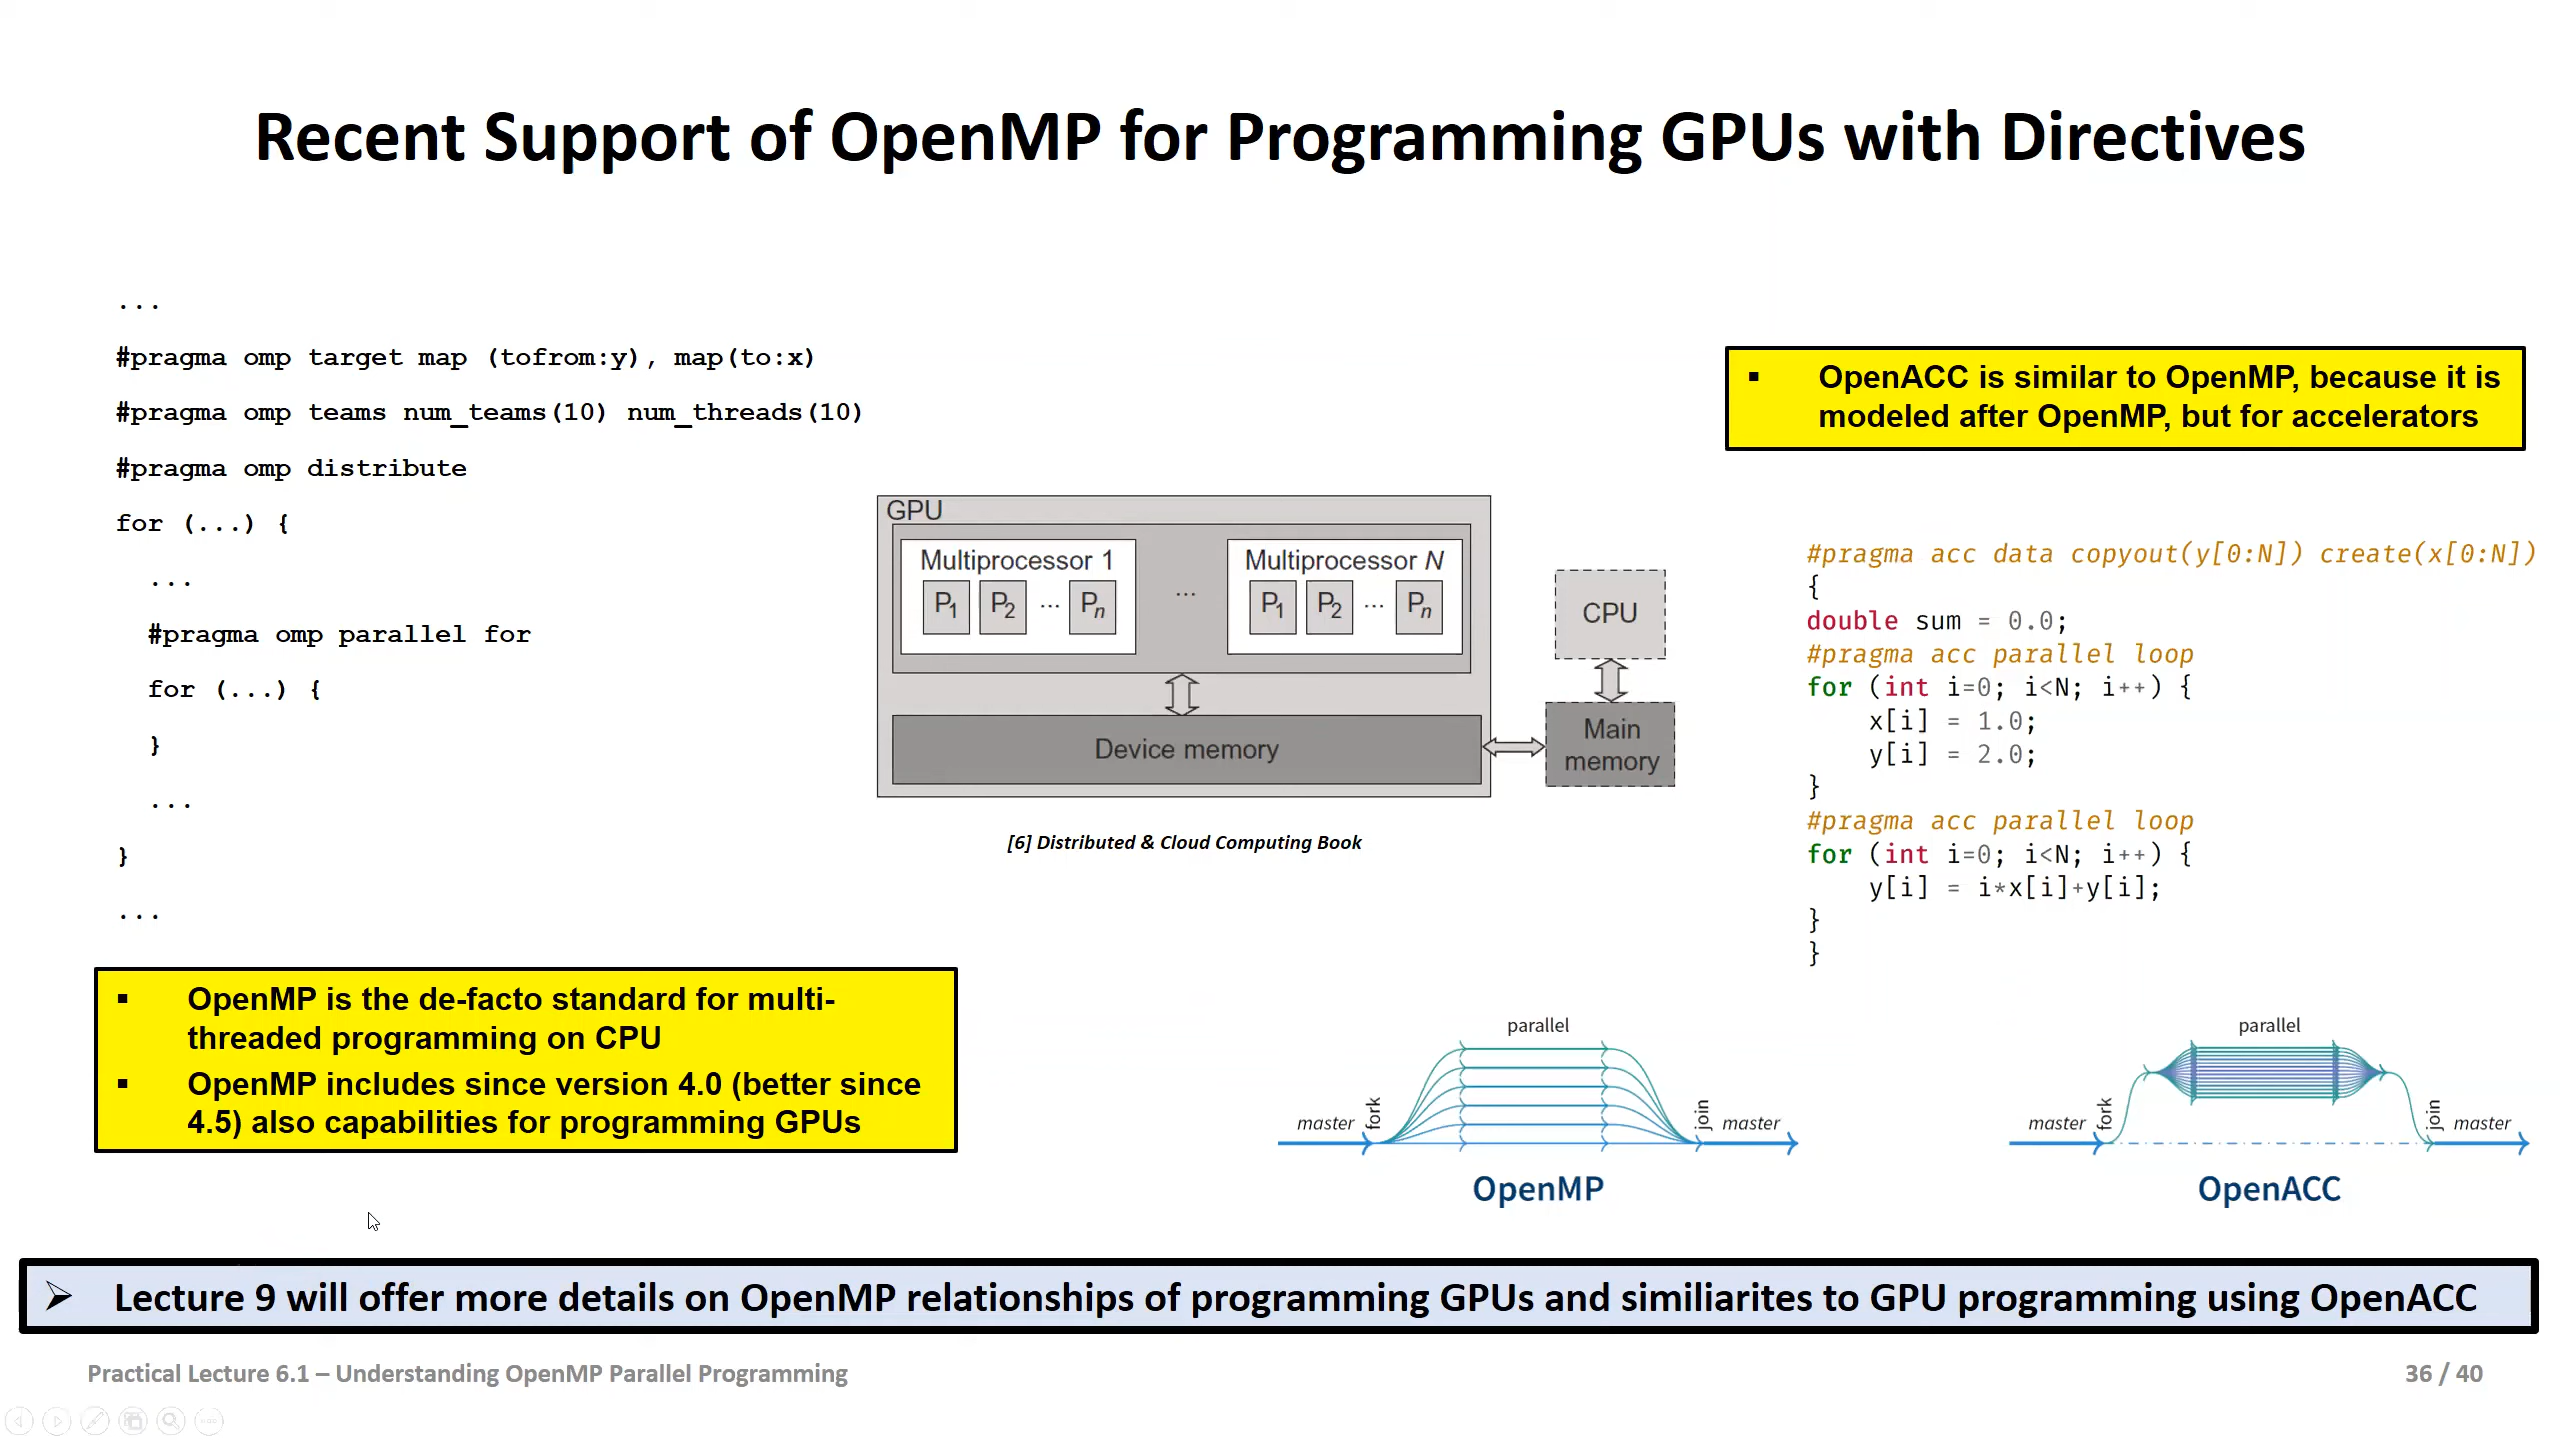 Recent Support of OpenMP for Programming GPUs with Directives
...
#pragma omp target map (tofrom:y), map(to:x)
#pragma omp teams num_teams(10) num_threads(10)
#pragma omp distribute
for (...) {
...
#pragma omp parallel for
for (...) {
}
...
}
...
▪ OpenMP is the de-facto standard for multi-
threaded programming on CPU
▪ OpenMP includes since version 4.0 (better since
4.5) also capabilities for programming GPUs
GPU
Multiprocessor 1
P1 P2 ... Pn
...
Multiprocessor N
P1 P2 ... Pn
Device memory
CPU
Main
memory
[6] Distributed & Cloud Computing Book
▪ OpenACC is similar to OpenMP, because it is
modeled after OpenMP, but for accelerators
#pragma acc data copyout(y[0:N]) create(x[0:N])
{
double sum = 0.0;
#pragma acc parallel loop
for (int i=0; i<N; i++) {
x[i] = 1.0;
y[i] = 2.0;
}
#pragma acc parallel loop
for (int i=0; i<N; i++) {
y[i] = i*x[i]+y[i];
}
}
parallel
master fork join master
OpenMP
parallel
master fork join master
OpenACC
➢ Lecture 9 will offer more details on OpenMP relationships of programming GPUs and similiarites to GPU programming using OpenACC
Practical Lecture 6.1 – Understanding OpenMP Parallel Programming
36 / 40